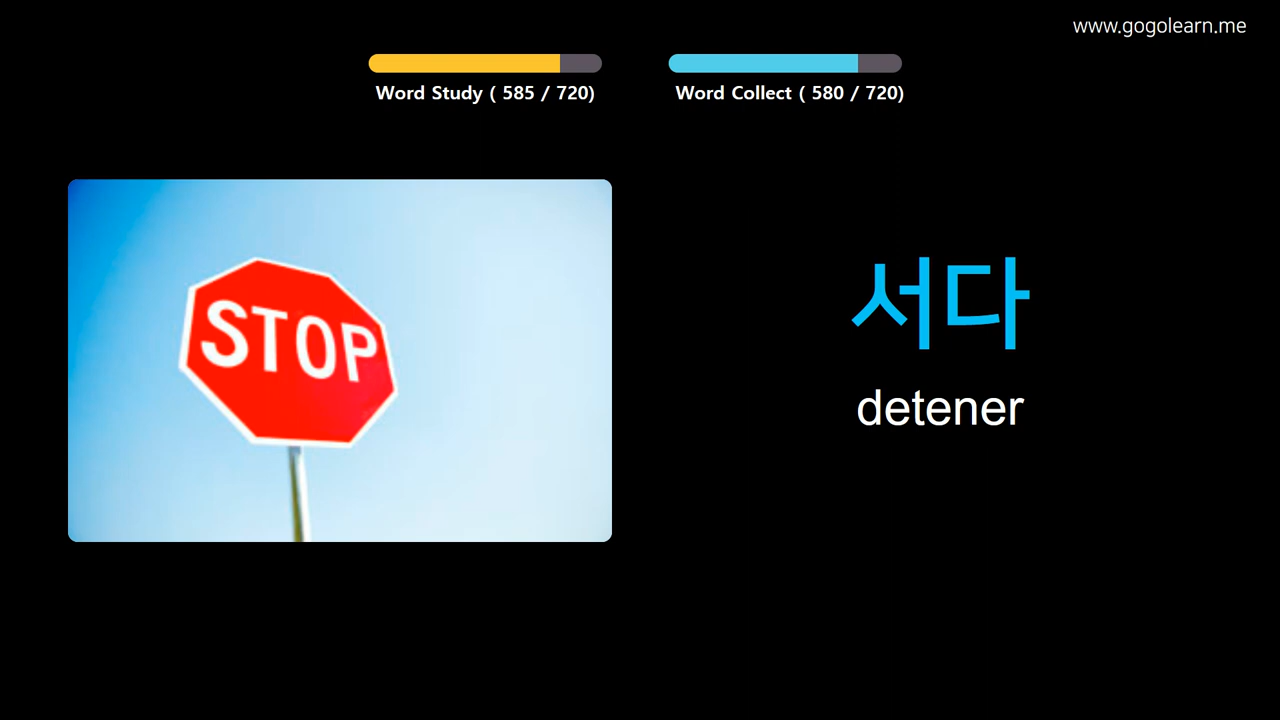 www.gogolearn.me
Word Study ( 585 / 720)
Word Collect ( 580 / 720)
STOP
서다
detener